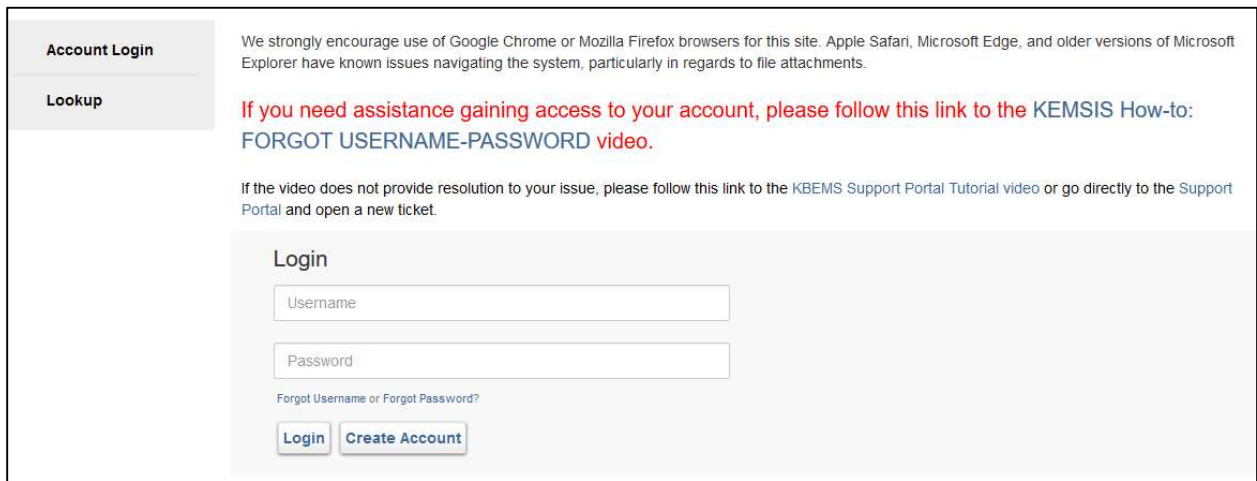 Account Login
Lookup
We strongly encourage use of Google Chrome or Mozilla Firefox browsers for this site. Apple Safari, Microsoft Edge, and older versions of Microsoft
Explorer have known issues navigating the system, particularly in regards to file attachments.
If you need assistance gaining access to your account, please follow this link to the KEMSIS How-to:
FORGOT USERNAME-PASSWORD video.
If the video does not provide resolution to your issue, please follow this link to the KBEMS Support Portal Tutorial video or go directly to the Support
Portal and open a new ticket.
Login
Username
Password
Forgot Username or Forgot Password?
Login Create Account